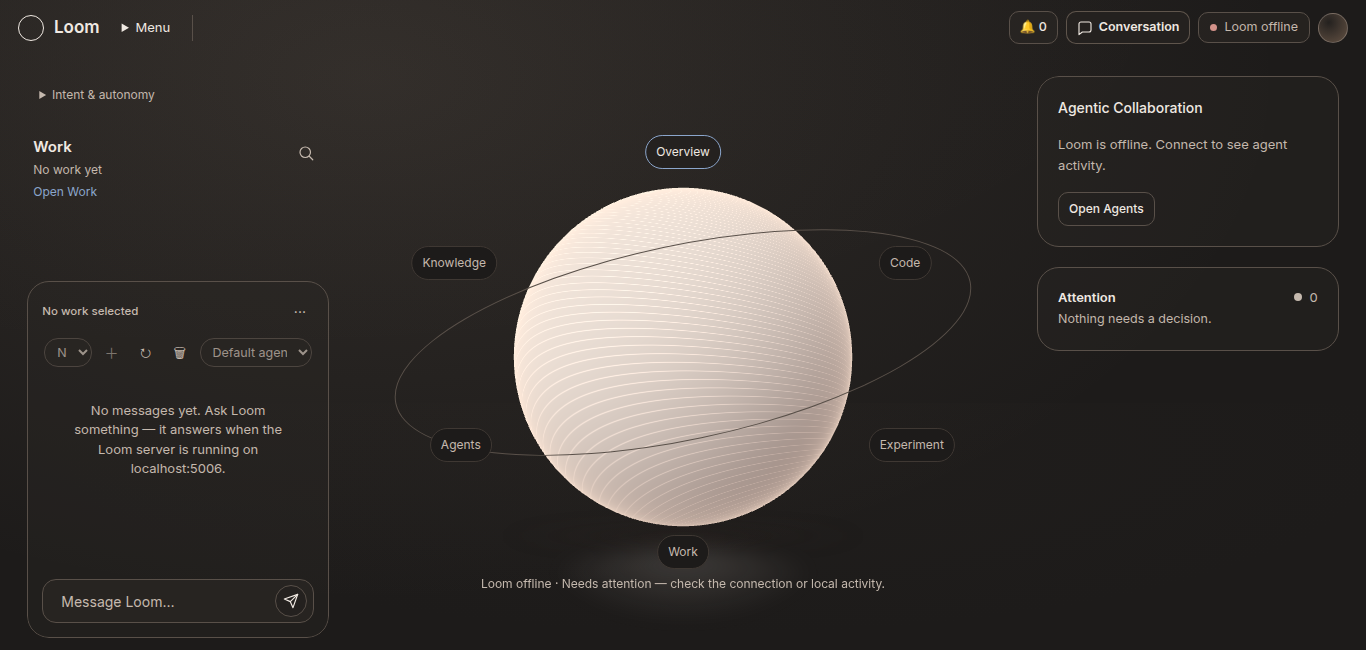 Loom
Menu
0
Conversation
Loom offline
Intent & autonomy
Work
No work yet
Open Work
No work selected
...
N
Default agen
No messages yet. Ask Loom
something — it answers when the
Loom server is running on
localhost:5006.
Message Loom...
Overview
Knowledge
Code
Agents
Experiment
Work
Loom offline · Needs attention — check the connection or local activity.
Agentic Collaboration
Loom is offline. Connect to see agent
activity.
Open Agents
Attention
0
Nothing needs a decision.